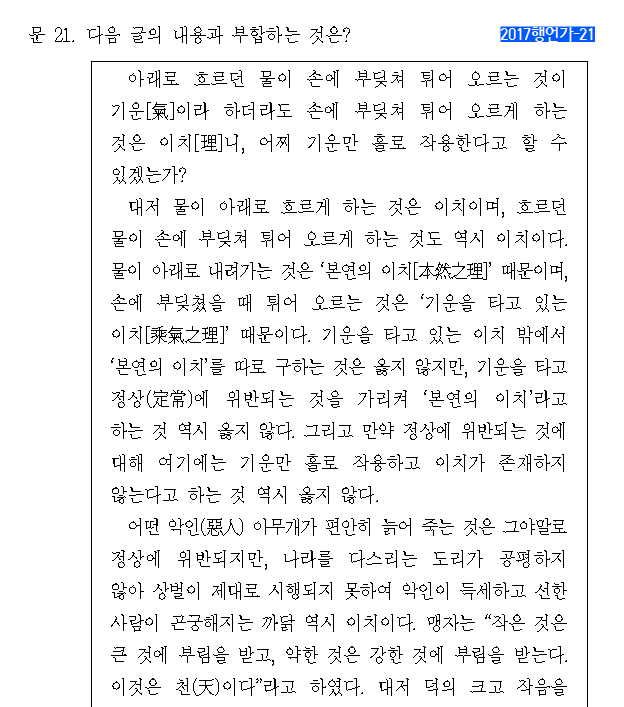 문 21. 다음 글의 내용과 부합하는 것은?
2017행언가-21
아래로 흐르던 물이 손에 부딪쳐 튀어 오르는 것이
기운[氣]이라 하더라도 손에 부딪쳐 튀어 오르게 하는
것은 이치[理]니, 어찌 기운만 홀로 작용한다고 할 수
있겠는가?
대저 물이 아래로 흐르게 하는 것은 이치이며, 흐르던
물이 손에 부딪쳐 튀어 오르게 하는 것도 역시 이치이다.
물이 아래로 내려가는 것은 ‘본연의 이치[本然之理]’ 때문이며,
손에 부딪쳤을 때 튀어 오르는 것은 ‘기운을 타고 있는
이치[乘氣之理]’ 때문이다. 기운을 타고 있는 이치 밖에서
‘본연의 이치’를 따로 구하는 것은 옳지 않지만, 기운을 타고
정상(定常)에 위반되는 것을 가리켜 ‘본연의 이치’라고
하는 것 역시 옳지 않다. 그리고 만약 정상에 위반되는 것에
대해 여기에는 기운만 홀로 작용하고 이치가 존재하지
않는다고 하는 것 역시 옳지 않다.
어떤 악인(惡人) 아무개가 편안히 늙어 죽는 것은 그야말로
정상에 위반되지만, 나라를 다스리는 도리가 공평하지
않아 상벌이 제대로 시행되지 못하여 악인이 득세하고 선한
사람이 곤궁해지는 까닭 역시 이치이다. 맹자는 “작은 것은
큰 것에 부림을 받고, 약한 것은 강한 것에 부림을 받는다.
이것은 천(天)이다”라고 하였다. 대저 덕의 크고 작음을